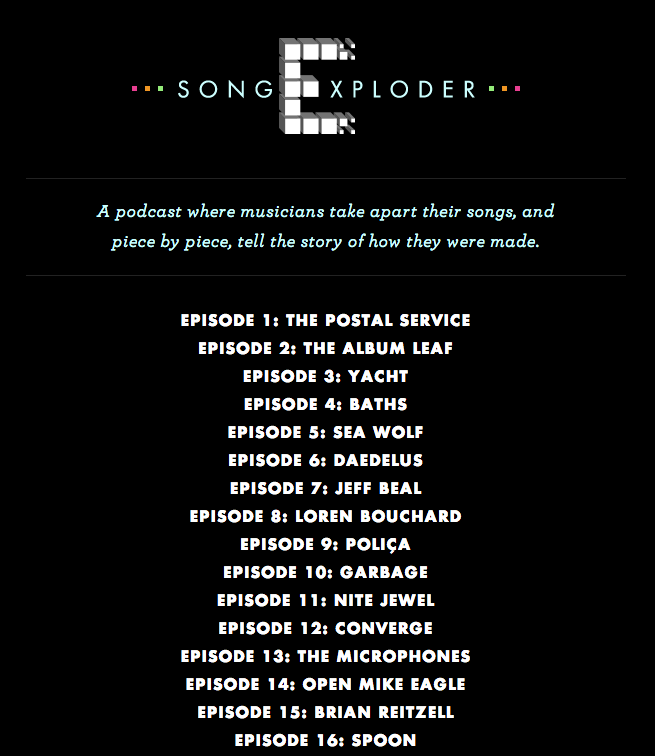 SONG EXPLODER
A podcast where musicians take apart their songs, and
piece by piece, tell the story of how they were made.
EPISODE 1: THE POSTAL SERVICE
EPISODE 2: THE ALBUM LEAF
EPISODE 3: YACHT
EPISODE 4: BATHS
EPISODE 5: SEA WOLF
EPISODE 6: DAEDELUS
EPISODE 7: JEFF BEAL
EPISODE 8: LOREN BOUCHARD
EPISODE 9: POLIÇA
EPISODE 10: GARBAGE
EPISODE 11: NITE JEWEL
EPISODE 12: CONVERGE
EPISODE 13: THE MICROPHONES
EPISODE 14: OPEN MIKE EAGLE
EPISODE 15: BRIAN REITZELL
EPISODE 16: SPOON